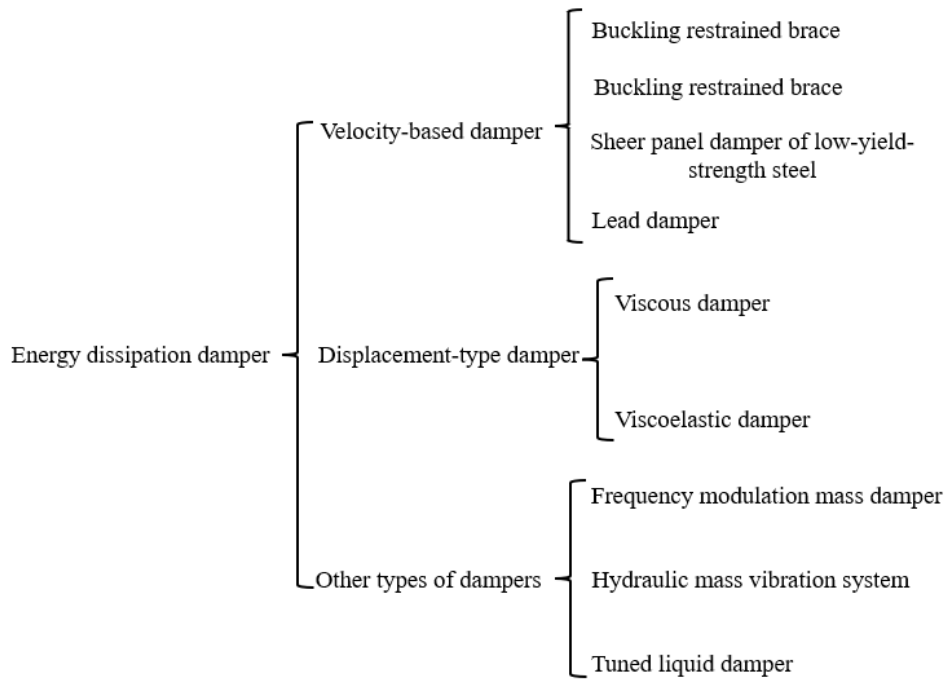 Energy dissipation damper
Velocity-based damper
Buckling restrained brace
Buckling restrained brace
Sheer panel damper of low-yield-
strength steel
Lead damper
Displacement-type damper
Viscous damper
Viscoelastic damper
Other types of dampers
Frequency modulation mass damper
Hydraulic mass vibration system
Tuned liquid damper